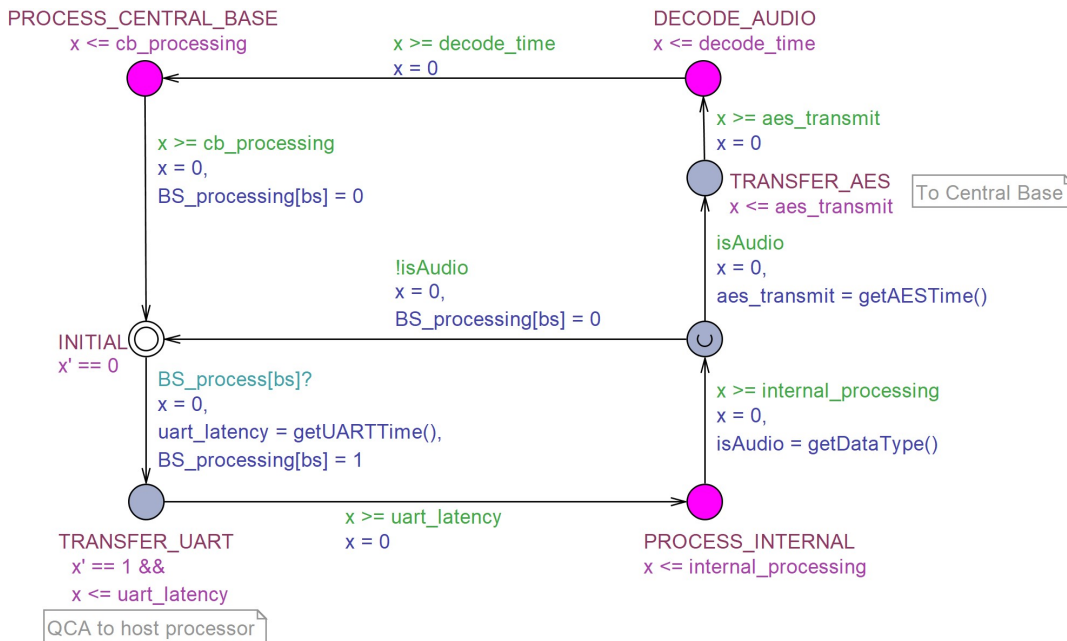 PROCESS_CENTRAL_BASE
x <= cb_processing
DECODE_AUDIO
x <= decode_time
x >= decode_time
x = 0
x >= cb_processing
x = 0,
BS_processing[bs] = 0
x >= aes_transmit
x = 0
TRANSFER_AES
x <= aes_transmit
To Central Base
isAudio
x = 0,
aes_transmit = getAESTime()
!isAudio
x = 0,
BS_processing[bs] = 0
INITIAL
x' == 0
BS_process[bs]?
x = 0,
uart_latency = getUARTTime(),
BS_processing[bs] = 1
x >= internal_processing
x = 0,
isAudio = getDataType()
x >= uart_latency
x = 0
TRANSFER_UART
x' == 1 &&
x <= uart_latency
PROCESS_INTERNAL
x <= internal_processing
QCA to host processor